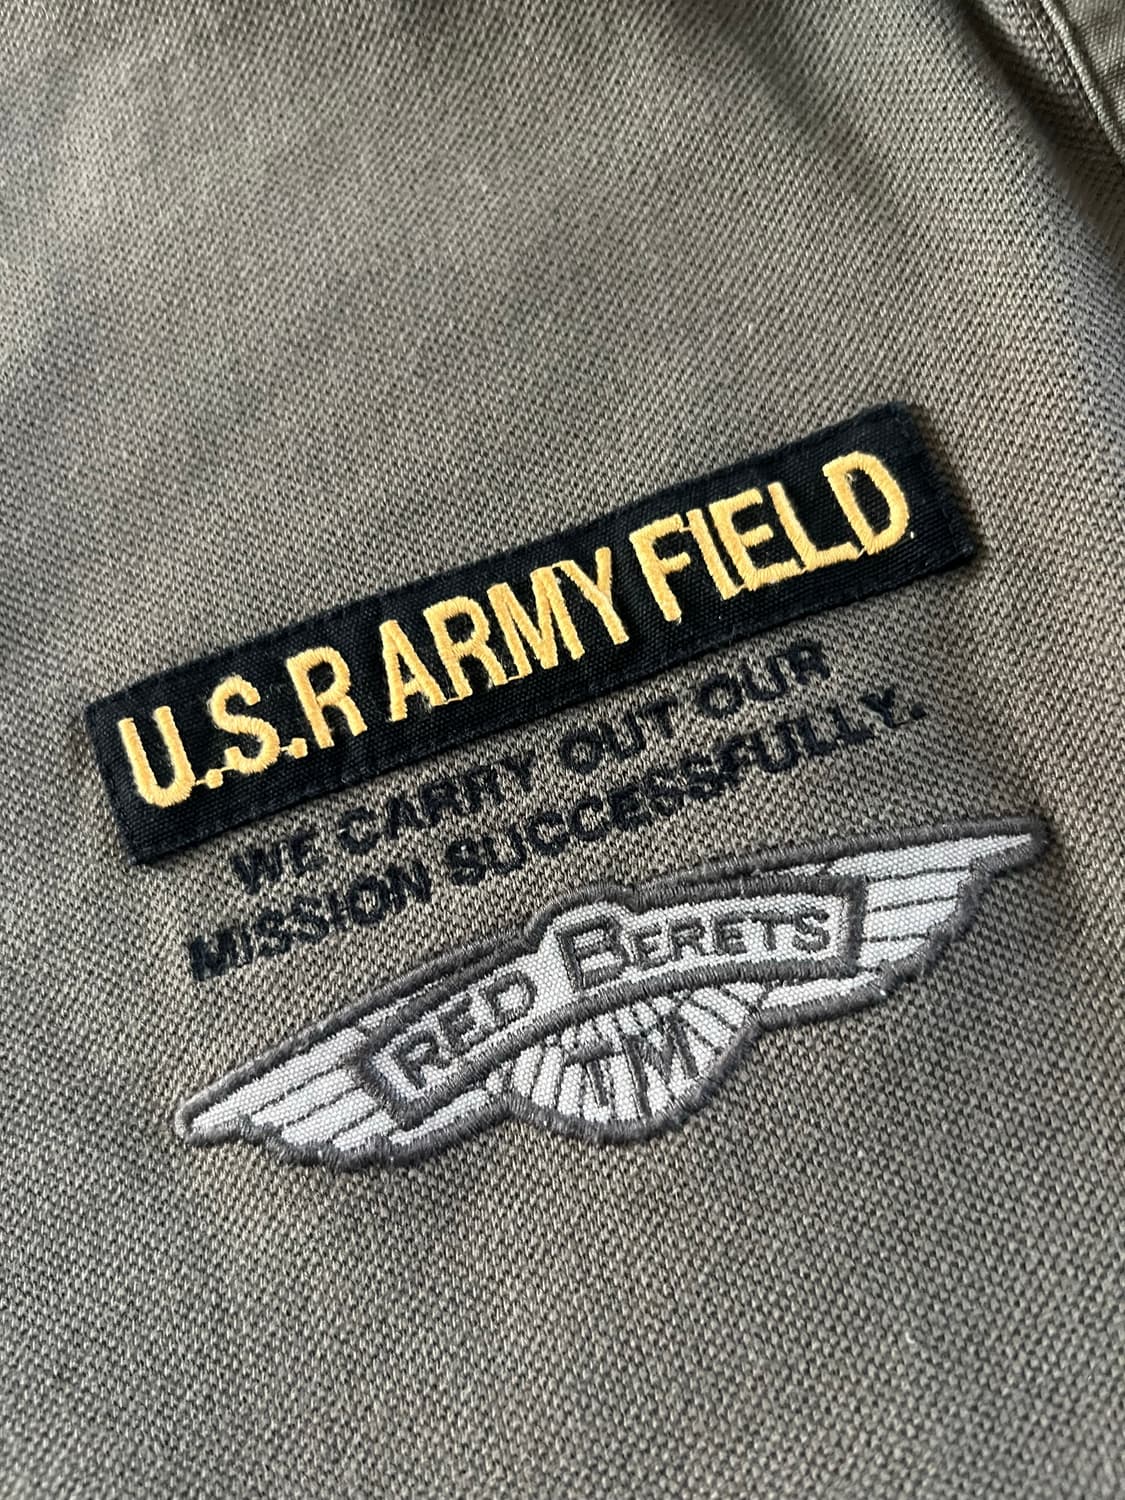 U.S.R ARMY FIELD
WE CARRY OUT OUR
MISSION SUCCESSFULLY.
RED BERETS
TM